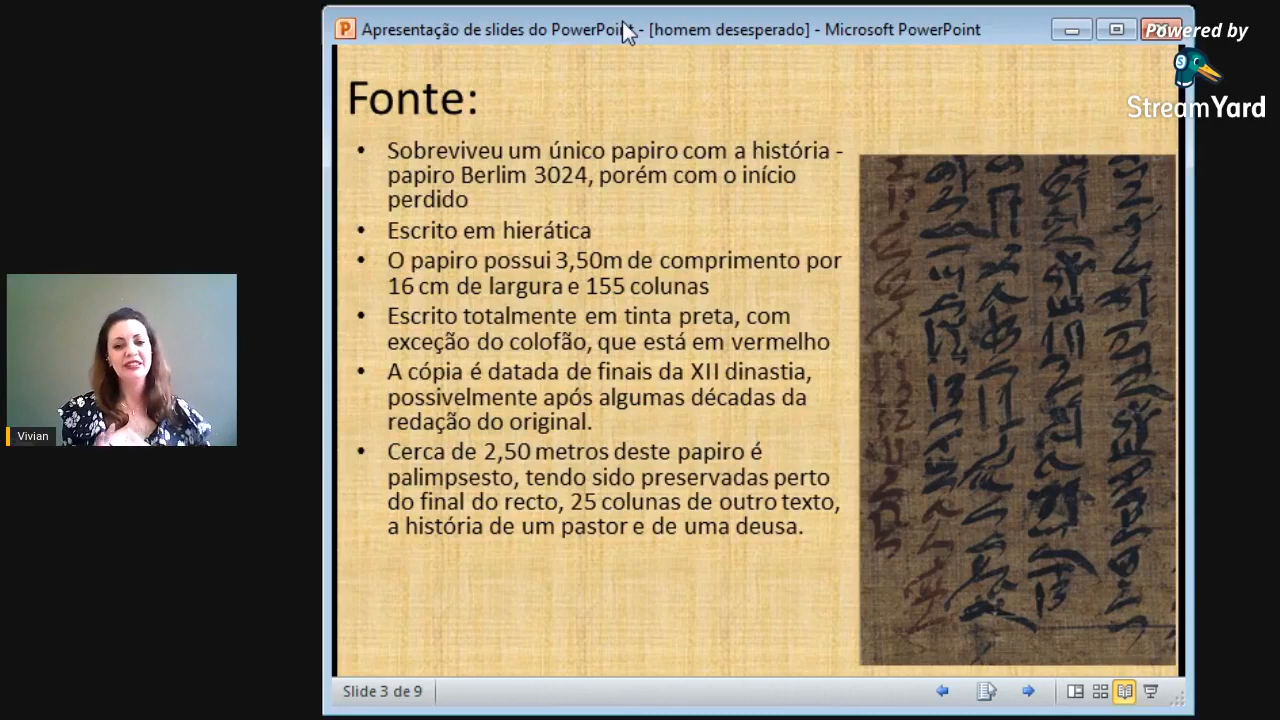 Apresentação de slides do PowerPoint - [homem desesperado] - Microsoft PowerPoint
Powered by
StreamYard
Fonte:
• Sobreviveu um único papiro com a história -
papiro Berlim 3024, porém com o início
perdido
• Escrito em hierática
• O papiro possui 3,50m de comprimento por
16 cm de largura e 155 colunas
• Escrito totalmente em tinta preta, com
exceção do colofão, que está em vermelho
• A cópia é datada de finais da XII dinastia,
possivelmente após algumas décadas da
redação do original.
• Cerca de 2,50 metros deste papiro é
palimpsesto, tendo sido preservadas perto
do final do recto, 25 colunas de outro texto,
a história de um pastor e de uma deusa.
Vivian
Slide 3 de 9